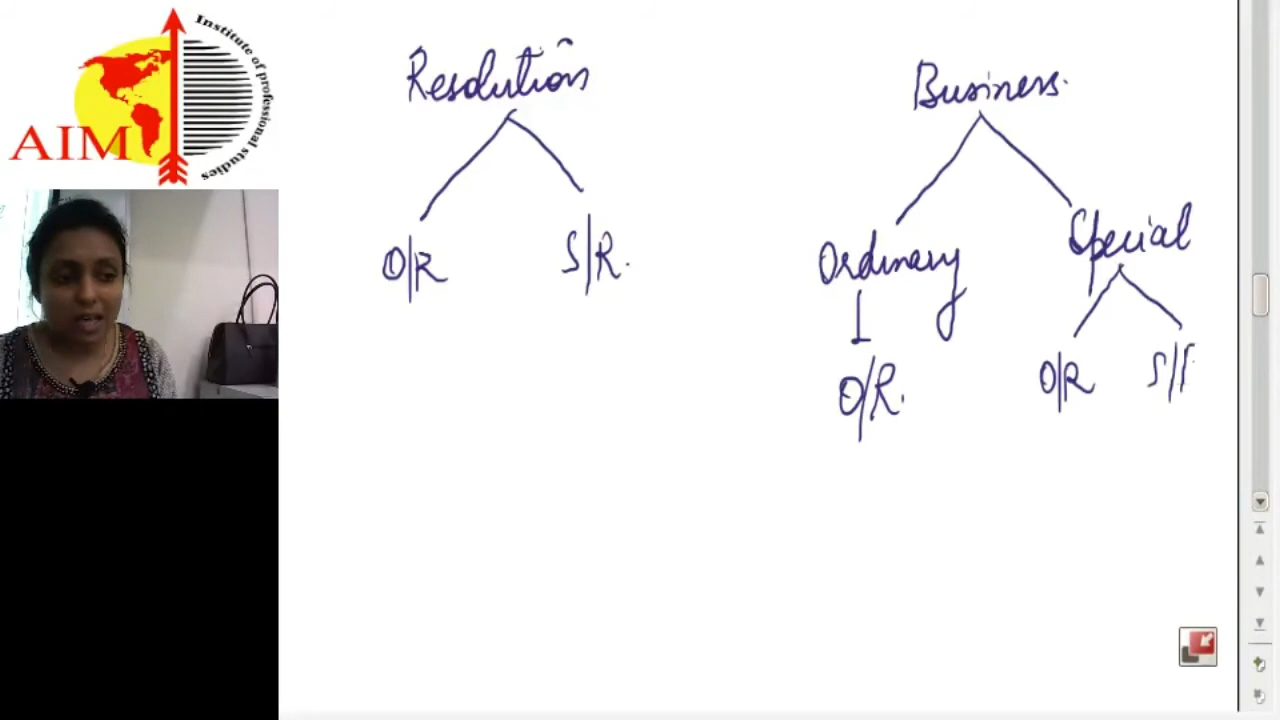 AIM
Institute of professional studies
Resolution
O/R S/R.
Business.
Ordinary Special
O/R. O/R